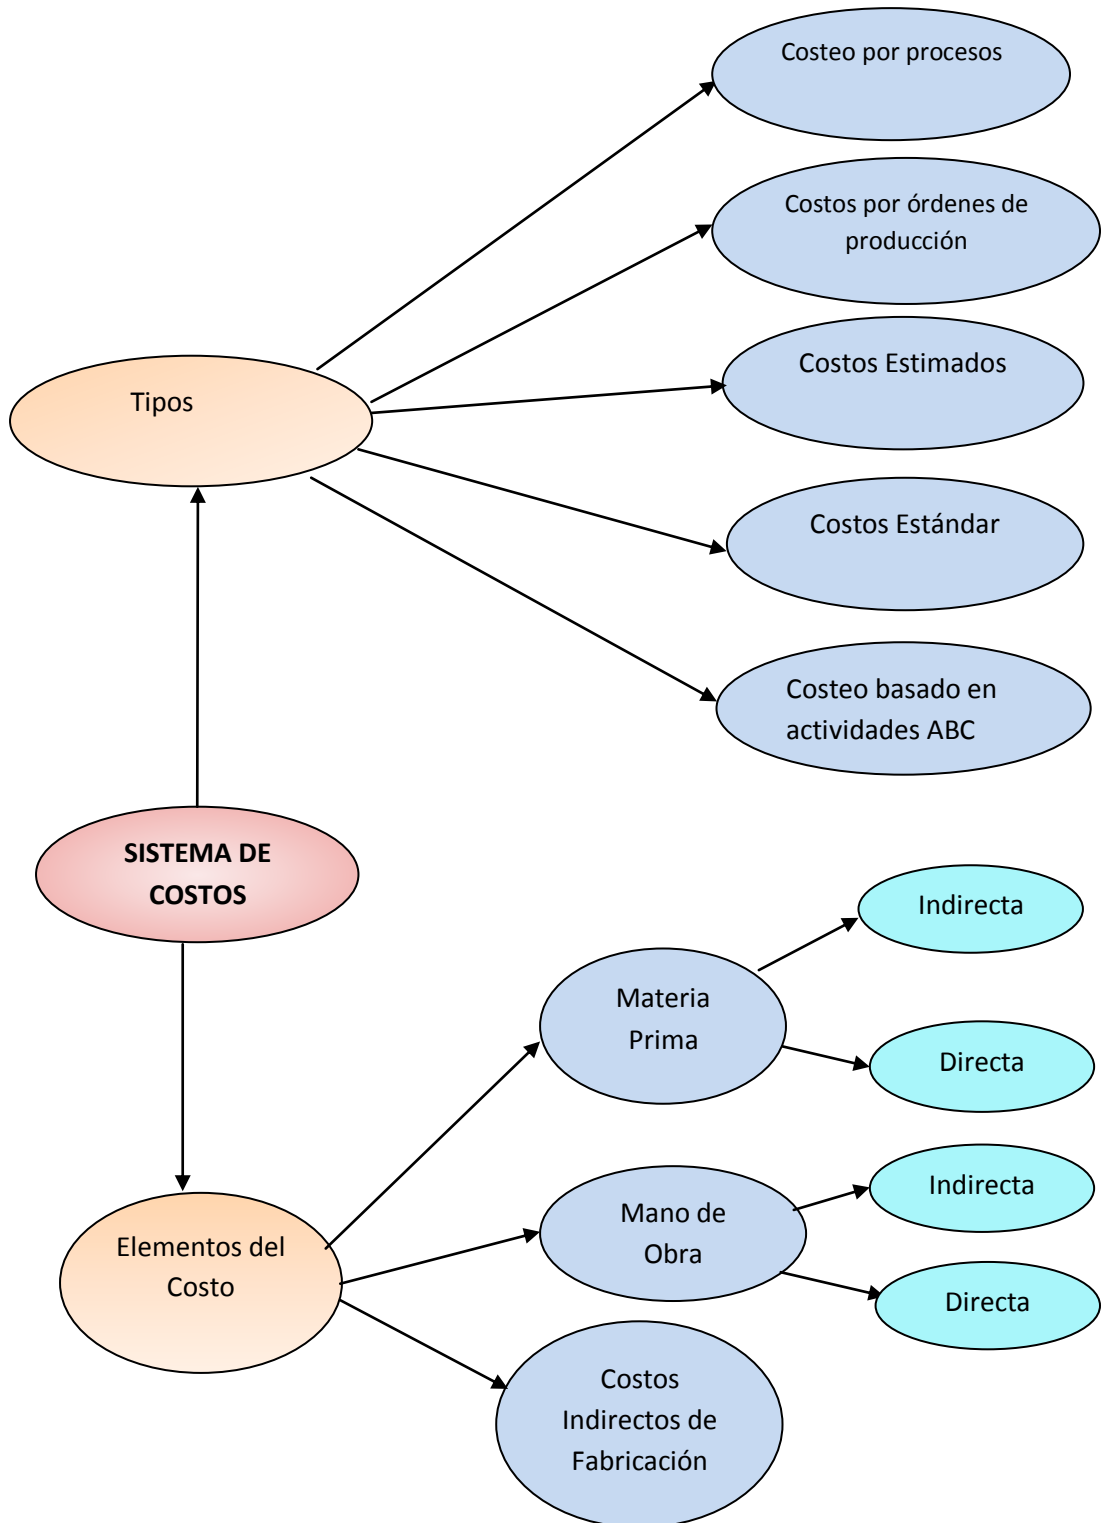 Costeo por procesos
Costos por órdenes de
producción
Costos Estimados
Tipos
Costos Estándar
Costeo basado en
actividades ABC
SISTEMA DE
COSTOS
Indirecta
Materia
Prima
Directa
Indirecta
Mano de
Obra
Elementos del
Costo
Directa
Costos
Indirectos de
Fabricación